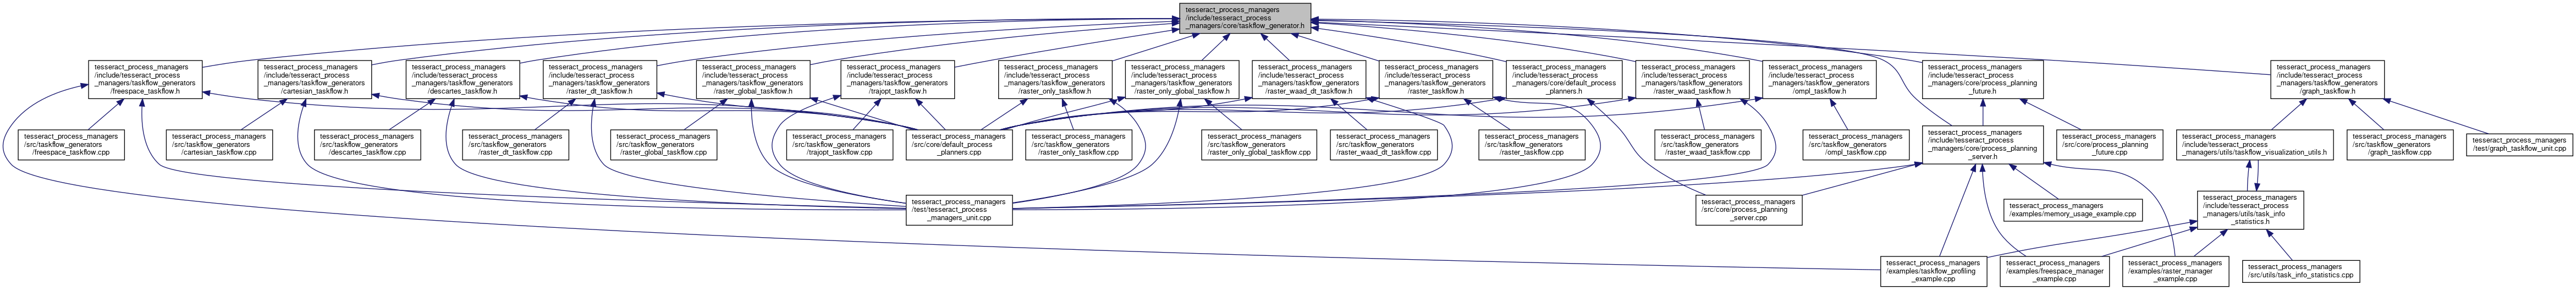 tesseract_process_managers
/include/tesseract_process
_managers/core/taskflow_generator.h
tesseract_process_managers
/include/tesseract_process
_managers/taskflow_generators
/freespace_taskflow.h
tesseract_process_managers
/include/tesseract_process
_managers/taskflow_generators
/cartesian_taskflow.h
tesseract_process_managers
/include/tesseract_process
_managers/taskflow_generators
/descartes_taskflow.h
tesseract_process_managers
/include/tesseract_process
_managers/taskflow_generators
/raster_dt_taskflow.h
tesseract_process_managers
/include/tesseract_process
_managers/taskflow_generators
/raster_global_taskflow.h
tesseract_process_managers
/include/tesseract_process
_managers/taskflow_generators
/trajopt_taskflow.h
tesseract_process_managers
/include/tesseract_process
_managers/taskflow_generators
/raster_only_taskflow.h
tesseract_process_managers
/include/tesseract_process
_managers/taskflow_generators
/raster_only_global_taskflow.h
tesseract_process_managers
/include/tesseract_process
_managers/taskflow_generators
/raster_waad_dt_taskflow.h
tesseract_process_managers
/include/tesseract_process
_managers/taskflow_generators
/raster_taskflow.h
tesseract_process_managers
/include/tesseract_process
_managers/core/default_process
_planners.h
tesseract_process_managers
/include/tesseract_process
_managers/taskflow_generators
/raster_waad_taskflow.h
tesseract_process_managers
/include/tesseract_process
_managers/taskflow_generators
/ompl_taskflow.h
tesseract_process_managers
/include/tesseract_process
_managers/core/process_planning
_future.h
tesseract_process_managers
/include/tesseract_process
_managers/taskflow_generators
/graph_taskflow.h
tesseract_process_managers
/src/taskflow_generators
/freespace_taskflow.cpp
tesseract_process_managers
/src/taskflow_generators
/cartesian_taskflow.cpp
tesseract_process_managers
/src/taskflow_generators
/descartes_taskflow.cpp
tesseract_process_managers
/src/taskflow_generators
/raster_dt_taskflow.cpp
tesseract_process_managers
/src/taskflow_generators
/raster_global_taskflow.cpp
tesseract_process_managers
/src/taskflow_generators
/trajopt_taskflow.cpp
tesseract_process_managers
/src/core/default_process
_planners.cpp
tesseract_process_managers
/src/taskflow_generators
/raster_only_taskflow.cpp
tesseract_process_managers
/src/taskflow_generators
/raster_only_global_taskflow.cpp
tesseract_process_managers
/src/taskflow_generators
/raster_waad_dt_taskflow.cpp
tesseract_process_managers
/src/taskflow_generators
/raster_taskflow.cpp
tesseract_process_managers
/src/taskflow_generators
/raster_waad_taskflow.cpp
tesseract_process_managers
/src/taskflow_generators
/ompl_taskflow.cpp
tesseract_process_managers
/include/tesseract_process
_managers/core/process_planning
_server.h
tesseract_process_managers
/src/core/process_planning
_future.cpp
tesseract_process_managers
/include/tesseract_process
_managers/utils/taskflow_visualization_utils.h
tesseract_process_managers
/src/taskflow_generators
/graph_taskflow.cpp
tesseract_process_managers
/test/graph_taskflow_unit.cpp
tesseract_process_managers
/test/tesseract_process
_managers_unit.cpp
tesseract_process_managers
/src/core/process_planning
_server.cpp
tesseract_process_managers
/examples/memory_usage_example.cpp
tesseract_process_managers
/include/tesseract_process
_managers/utils/task_info
_statistics.h
tesseract_process_managers
/examples/taskflow_profiling
_example.cpp
tesseract_process_managers
/examples/freespace_manager
_example.cpp
tesseract_process_managers
/examples/raster_manager
_example.cpp
tesseract_process_managers
/src/utils/task_info_statistics.cpp